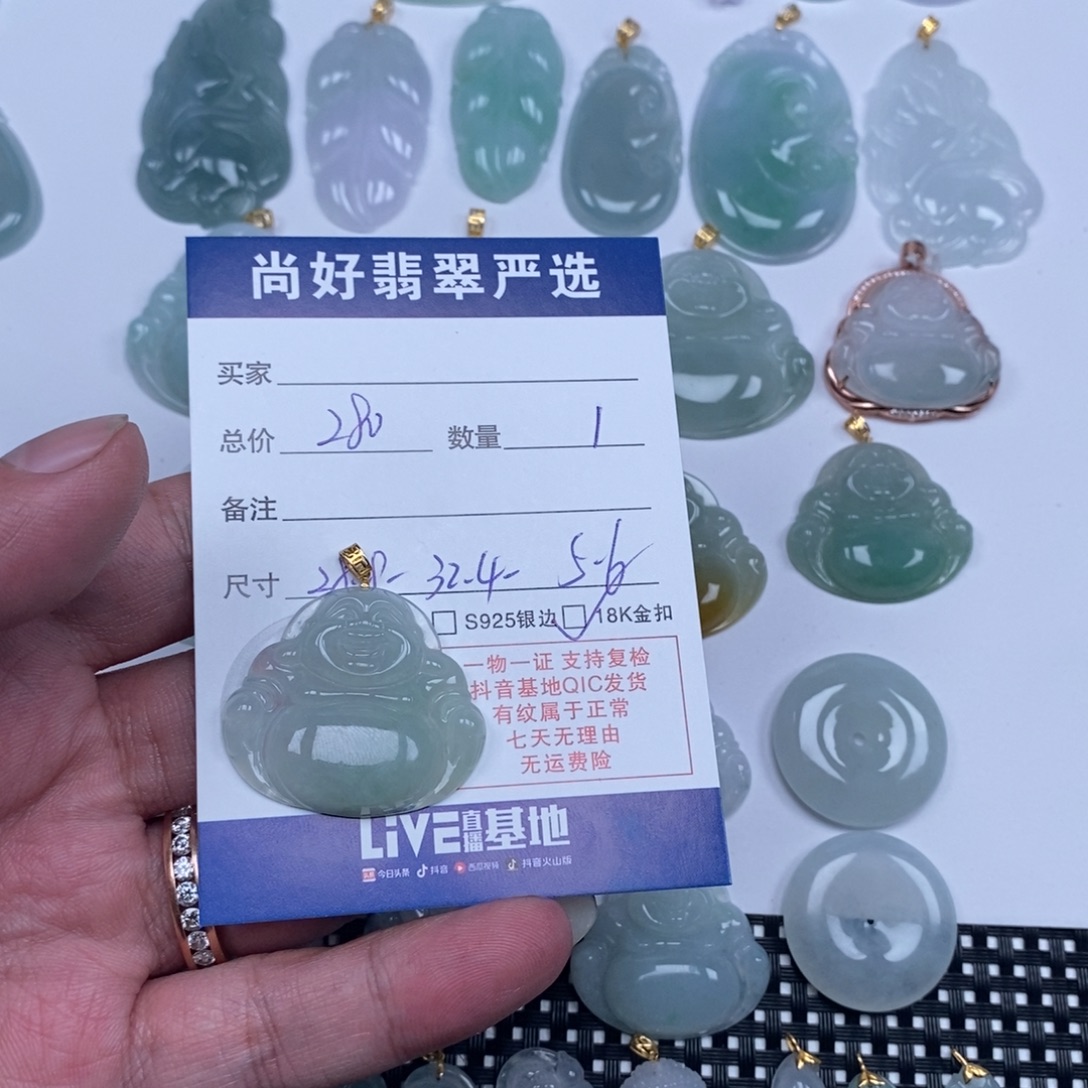 尚好翡翠严选
买家
总价 280 数量 1
备注
尺寸 32.4- 5.6
S925银边 18K金扣
一物一证 支持复检
抖音基地QIC发货
有纹属于正常
七天无理由
无运费险
LIVE直播基地
今日头条 抖音 西瓜视频 抖音火山版